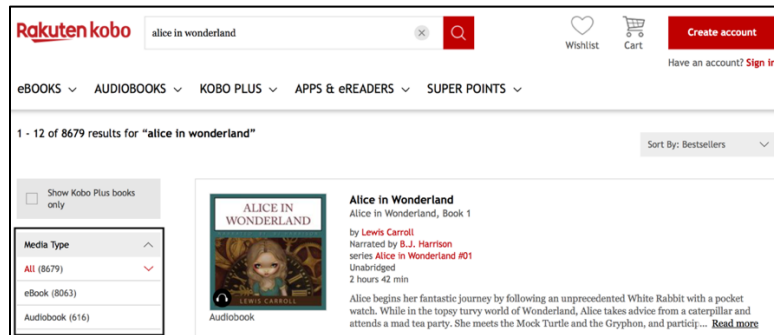 Rakuten kobo
alice in wonderland
Wishlist
Cart
Create account
Have an account? Sign in
eBOOKS
AUDIOBOOKS
KOBO PLUS
APPS & eREADERS
SUPER POINTS
1 - 12 of 8679 results for “alice in wonderland”
Sort By: Bestsellers
Show Kobo Plus books
only
Media Type
All (8679)
eBook (8063)
Audiobook (616)
ALICE IN
WONDERLAND
LEWIS CARROLL
Audiobook
Alice in Wonderland
Alice in Wonderland, Book 1
by Lewis Carroll
Narrated by B.J. Harrison
series Alice in Wonderland #01
Unabridged
2 hours 42 min
Alice begins her fantastic journey by following an unprecedented White Rabbit with a pocket
watch. While in the topsy turvy world of Wonderland, Alice takes advice from a caterpillar and
attends a mad tea party. She meets the Mock Turtle and the Gryphon, and particip... Read more